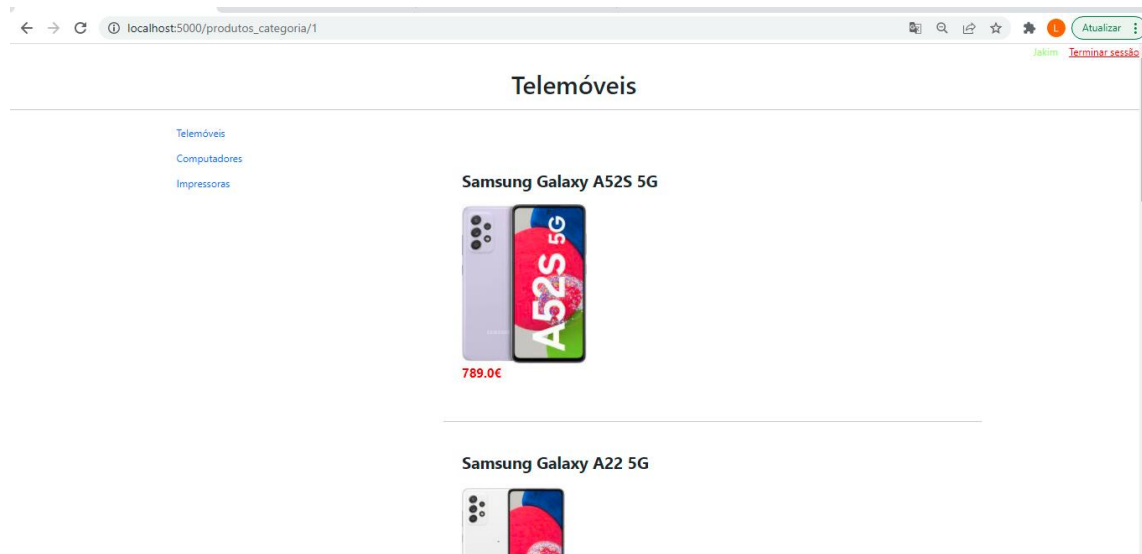 localhost:5000/produtos_categoria/1
L
Atualizar
Jakim Terminar sessão
Telemóveis
Telemóveis
Computadores
Impressoras
Samsung Galaxy A52S 5G
A52S 5G
789.0€
Samsung Galaxy A22 5G